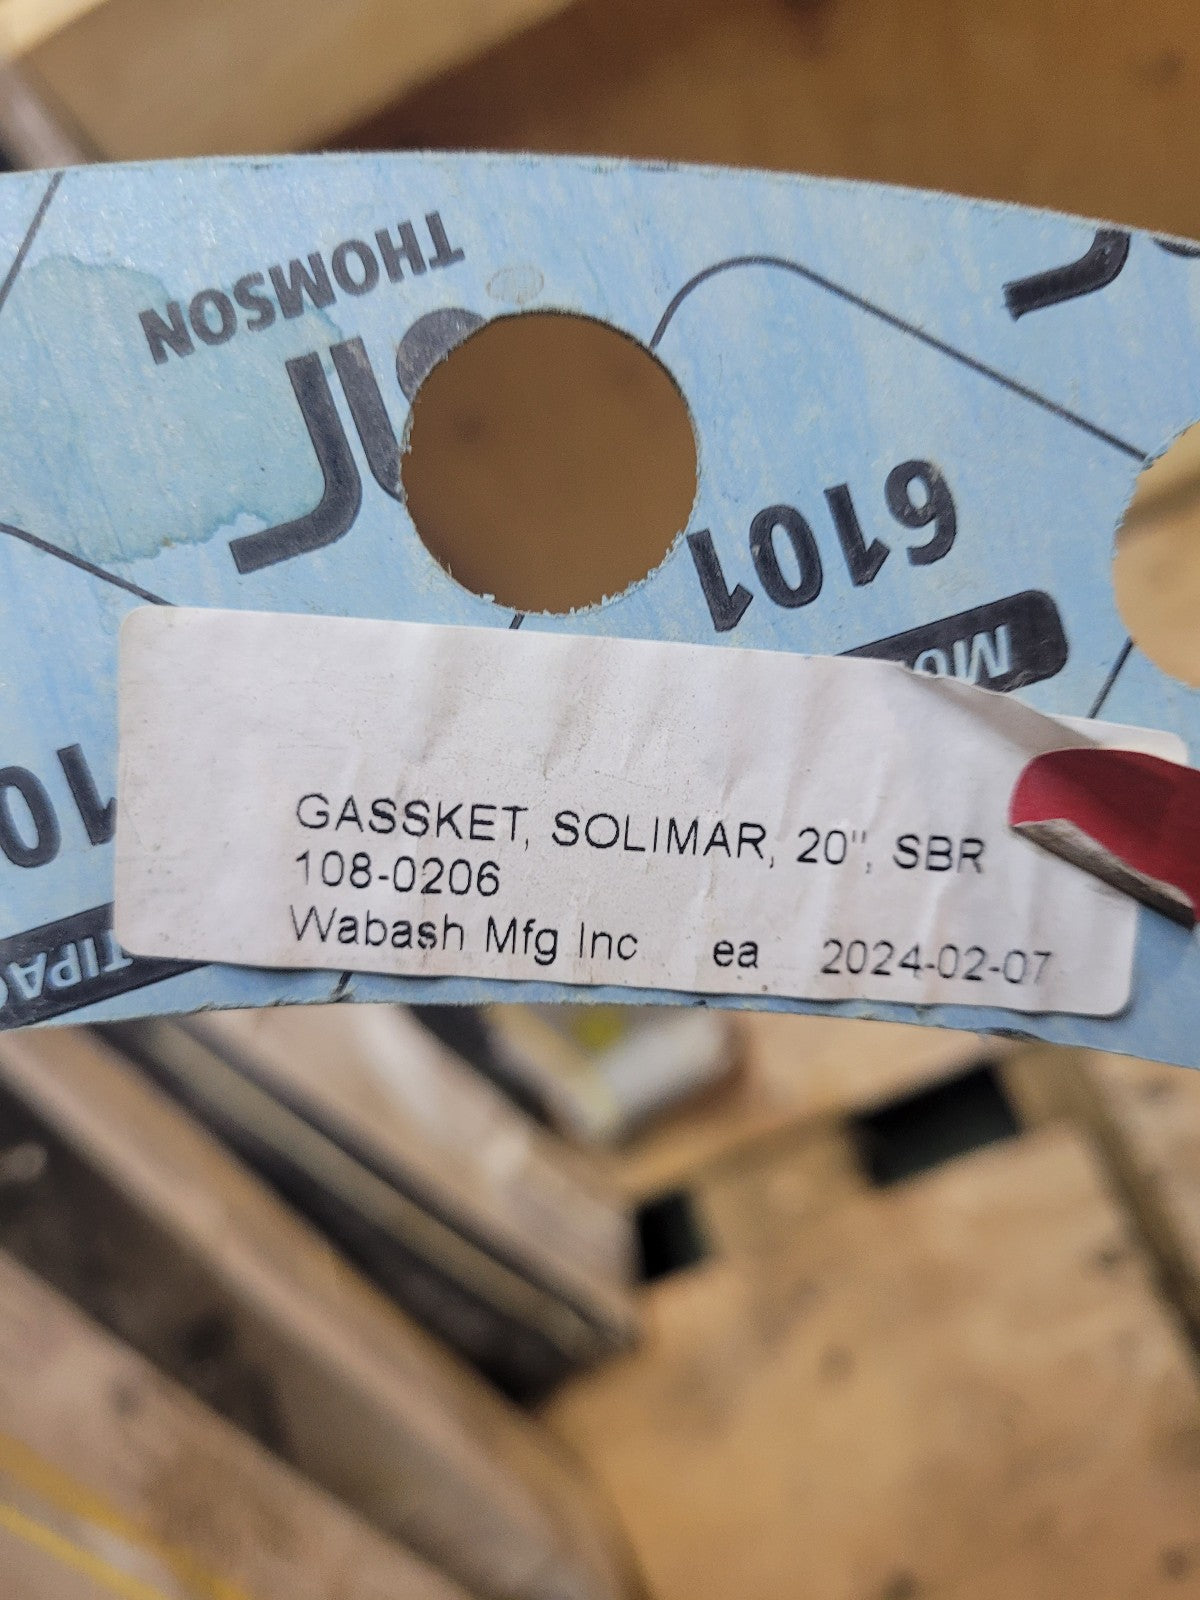 THOMSON
6101
GASSKET, SOLIMAR, 20", SBR
108-0206
Wabash Mfg Inc ea 2024-02-07